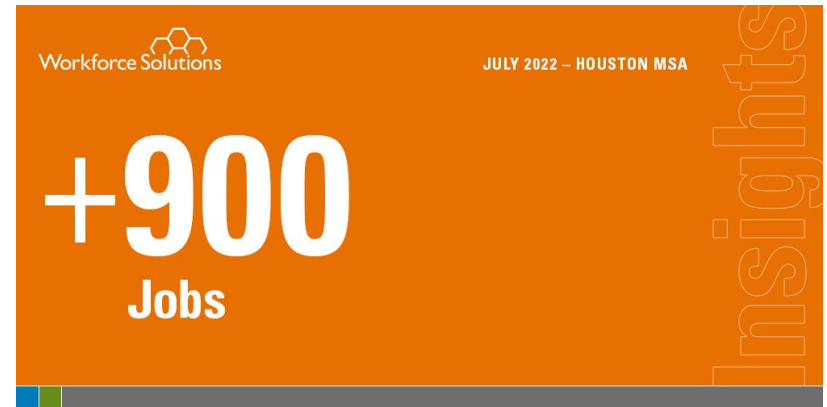 Workforce Solutions
JULY 2022 – HOUSTON MSA
+900
Jobs
Insights